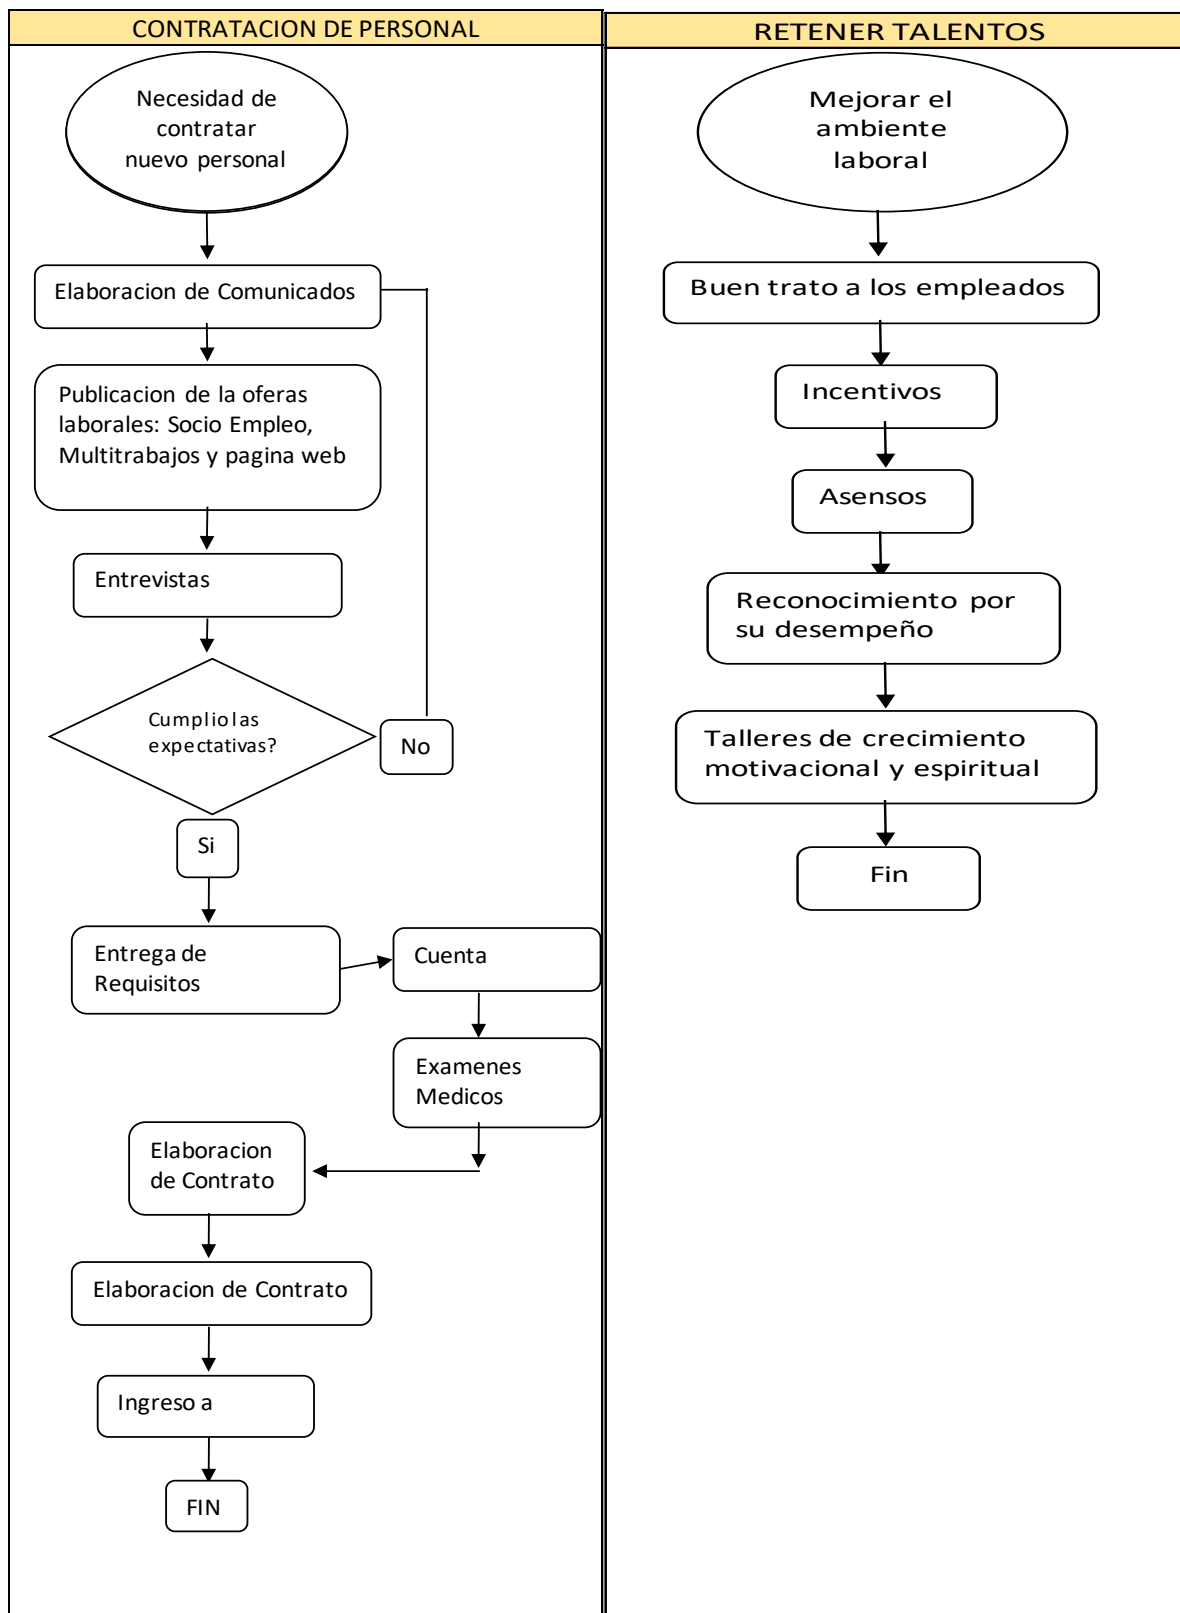 CONTRATACION DE PERSONAL
Necesidad de
contratar
nuevo personal
Elaboracion de Comunicados
Publicacion de la oferas
laborales: Socio Empleo,
Multitrabajos y pagina web
Entrevistas
Cumplio las
expectativas?
No
Si
Entrega de
Requisitos
Cuenta
Examenes
Medicos
Elaboracion
de Contrato
Elaboracion de Contrato
Ingreso a
FIN
RETENER TALENTOS
Mejorar el
ambiente
laboral
Buen trato a los empleados
Incentivos
Asensos
Reconocimiento por
su desempeño
Talleres de crecimiento
motivacional y espiritual
Fin